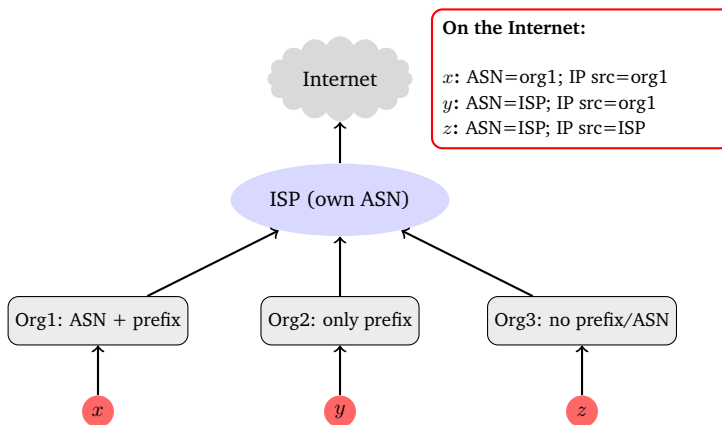 On the Internet:
Internet
x: ASN=org1; IP src=org1
y: ASN=ISP; IP src=org1
z: ASN=ISP; IP src=ISP
ISP (own ASN)
Org1: ASN + prefix
Org2: only prefix
Org3: no prefix/ASN
x
y
z